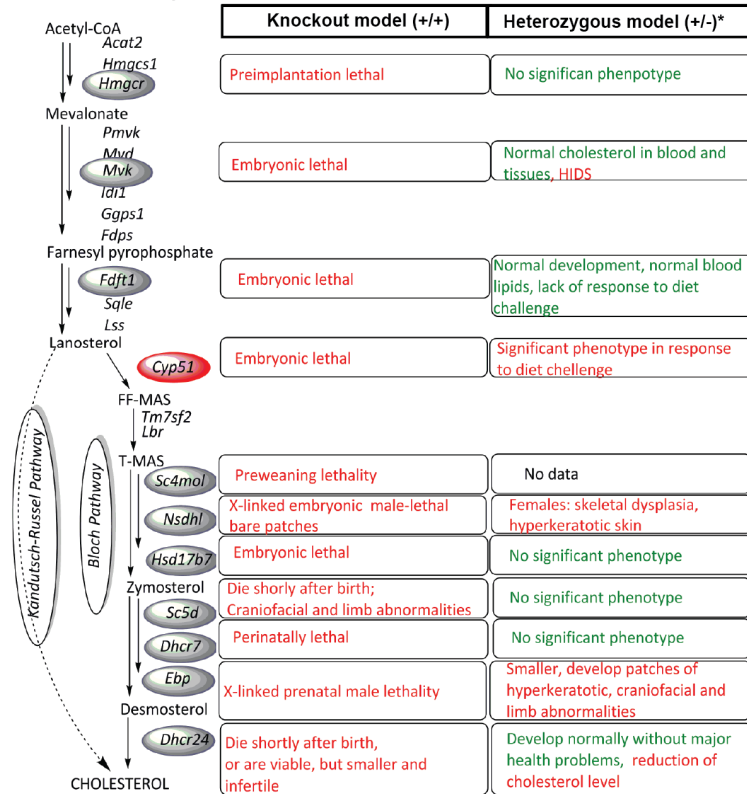 Knockout model (+/+)
Heterozygous model (+/-)*
Acetyl-CoA
Acat2
Hmgcs1
Hmgcr
Preimplantation lethal
No significan phenpotype
Mevalonate
Pmvk
Mvd
Mvk
Idi1
Ggps1
Fdps
Embryonic lethal
Normal cholesterol in blood and
tissues, HIDS
Farnesyl pyrophosphate
Fdft1
Sqle
Lss
Embryonic lethal
Normal development, normal blood
lipids, lack of response to diet
challenge
Lanosterol
Cyp51
Embryonic lethal
Significant phenotype in response
to diet chellenge
FF-MAS
Tm7sf2
Lbr
T-MAS
Kandutsch-Russel Pathway
Bloch Pathway
Sc4mol
Preweaning lethality
No data
Nsdhl
X-linked embryonic male-lethal
bare patches
Females: skeletal dysplasia,
hyperkeratotic skin
Hsd17b7
Embryonic lethal
No significant phenotype
Zymosterol
Sc5d
Die shorly after birth;
Craniofacial and limb abnormalities
No significant phenotype
Dhcr7
Perinatally lethal
No significant phenotype
Ebp
X-linked prenatal male lethality
Smaller, develop patches of
hyperkeratotic, craniofacial and
limb abnormalities
Desmosterol
Dhcr24
Die shortly after birth,
or are viable, but smaller and
infertile
Develop normally without major
health problems, reduction of
cholesterol level
CHOLESTEROL